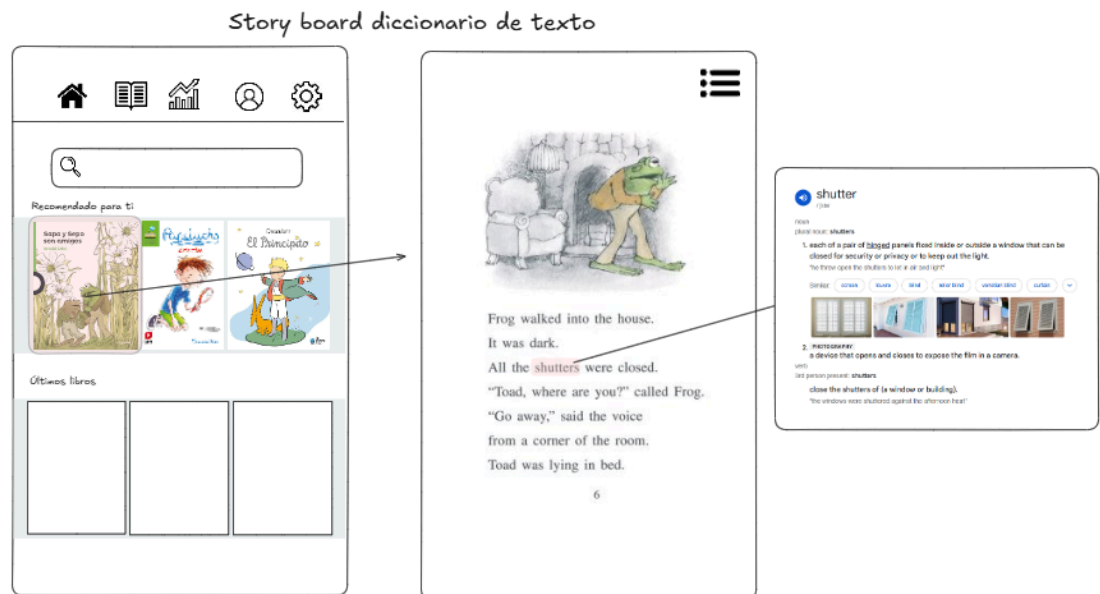 Story board diccionario de texto
Recomendado para ti
Sapo y Sepo
son amigos
Papelucho
El Principito
Últimos libros
Frog walked into the house.
It was dark.
All the shutters were closed.
“Toad, where are you?” called Frog.
“Go away,” said the voice
from a corner of the room.
Toad was lying in bed.
6
shutter
noun
plural noun: shutters
1. each of a pair of hinged panels fixed inside or outside a window that can be
closed for security or privacy or to keep out the light.
"he threw open the shutters to let in air and light"
Similar:
screen
louvre
blind
venetian blind
curtain
2. PHOTOGRAPHY
a device that opens and closes to expose the film in a camera.
verb
3rd person present: shutters
close the shutters of (a window or building).
"the windows were shuttered against the afternoon heat"